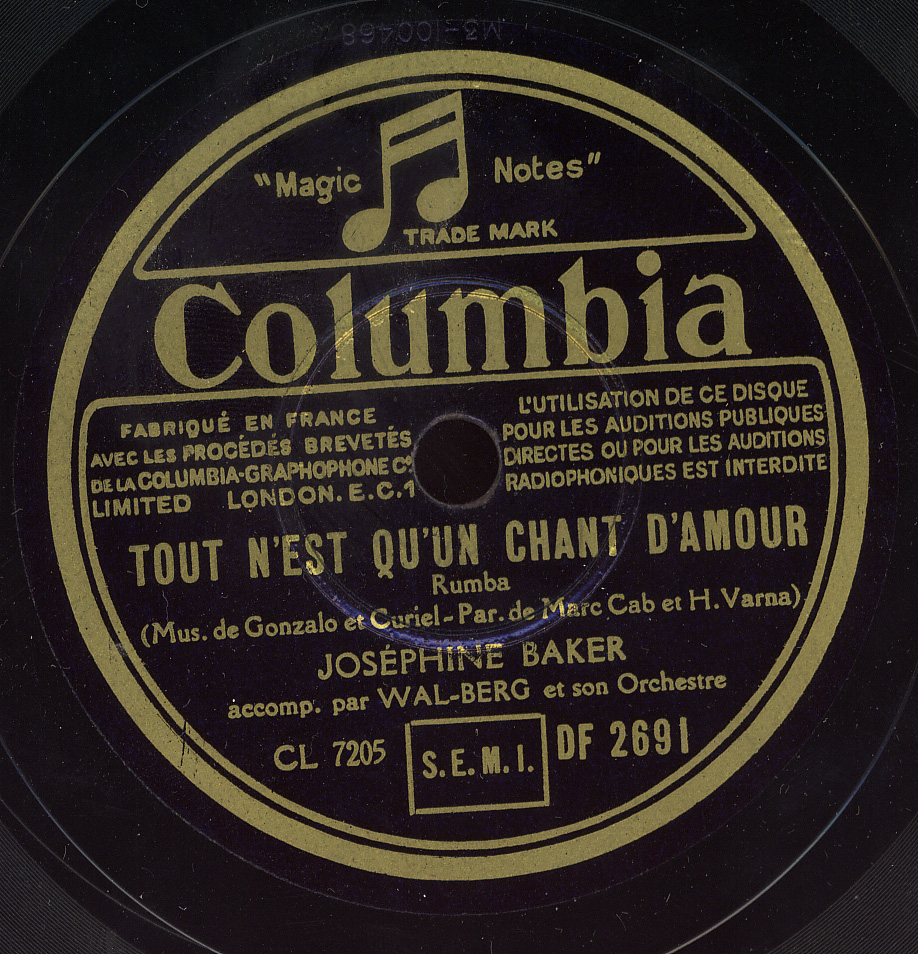 M3-100468
"Magic Notes"
TRADE MARK
Columbia
FABRIQUÉ EN FRANCE
AVEC LES PROCÉDÉS BREVETÉS
DE LA COLUMBIA-GRAPHOPHONE Cº.
LIMITED LONDON. E.C.1
L'UTILISATION DE CE DISQUE
POUR LES AUDITIONS PUBLIQUES
DIRECTES OU POUR LES AUDITIONS
RADIOPHONIQUES EST INTERDITE
TOUT N'EST QU'UN CHANT D'AMOUR
Rumba
(Mus. de Gonzalo et Curiel-Par. de Marc Cab et H. Varna)
JOSÉPHINE BAKER
accomp. par WAL-BERG et son Orchestre
CL 7205 S.E.M.I. DF 2691